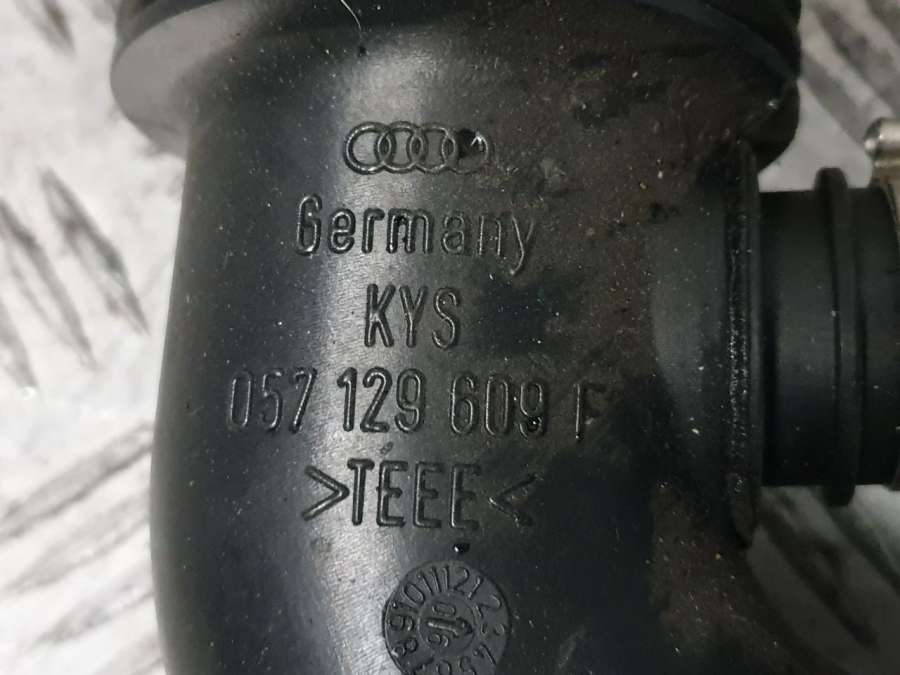 Germany
KYS
057 129 609 F
>TEEE<